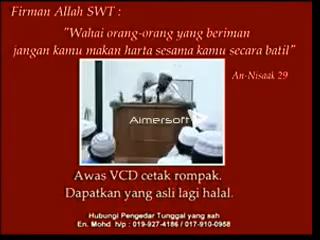 Firman Allah SWT :
"Wahai orang-orang yang beriman
jangan kamu makan harta sesama kamu secara batil"
An-Nisaak 29
Aimersoft
Awas VCD cetak rompak.
Dapatkan yang asli lagi halal.
Hubungi Pengedar Tunggal yang sah
En. Mohd h/p : 019-927-4186 / 017-910-0958